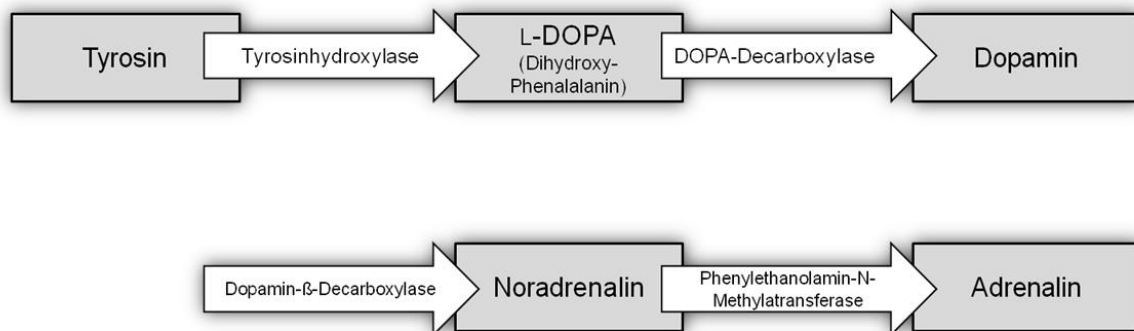 Tyrosin
Tyrosinhydroxylase
L-DOPA
(Dihydroxy-
Phenalalanin)
DOPA-Decarboxylase
Dopamin
Dopamin-ß-Decarboxylase
Noradrenalin
Phenylethanolamin-N-
Methylatransferase
Adrenalin